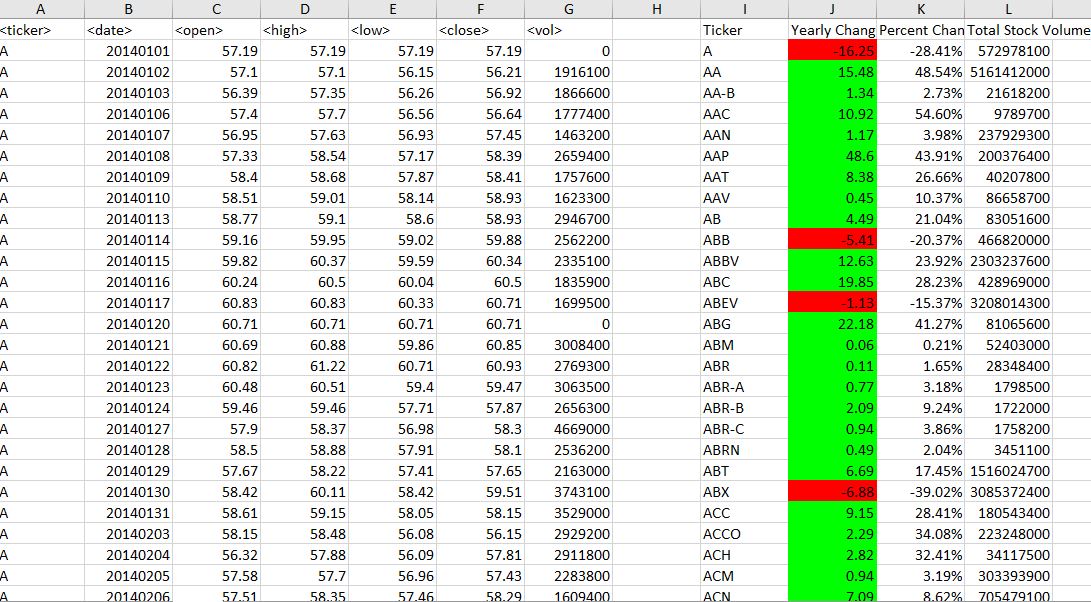 A B C D E F G H I J K L
<ticker> <date> <open> <high> <low> <close> <vol> Ticker Yearly Chang Percent Chan Total Stock Volume
A 20140101 57.19 57.19 57.19 57.19 0 A -16.25 -28.41% 572978100
A 20140102 57.1 57.1 56.15 56.21 1916100 AA 15.48 48.54% 5161412000
A 20140103 56.39 57.35 56.26 56.92 1866600 AA-B 1.34 2.73% 21618200
A 20140106 57.4 57.7 56.56 56.64 1777400 AAC 10.92 54.60% 9789700
A 20140107 56.95 57.63 56.93 57.45 1463200 AAN 1.17 3.98% 237929300
A 20140108 57.33 58.54 57.17 58.39 2659400 AAP 48.6 43.91% 200376400
A 20140109 58.4 58.68 57.87 58.41 1757600 AAT 8.38 26.66% 40207800
A 20140110 58.51 59.01 58.14 58.93 1623300 AAV 0.45 10.37% 86658700
A 20140113 58.77 59.1 58.6 58.93 2946700 AB 4.49 21.04% 83051600
A 20140114 59.16 59.95 59.02 59.88 2562200 ABB -5.41 -20.37% 466820000
A 20140115 59.82 60.37 59.59 60.34 2335100 ABBV 12.63 23.92% 2303237600
A 20140116 60.24 60.5 60.04 60.5 1835900 ABC 19.85 28.23% 428969000
A 20140117 60.83 60.83 60.33 60.71 1699500 ABEV -1.13 -15.37% 3208014300
A 20140120 60.71 60.71 60.71 60.71 0 ABG 22.18 41.27% 81065600
A 20140121 60.69 60.88 59.86 60.85 3008400 ABM 0.06 0.21% 52403000
A 20140122 60.82 61.22 60.71 60.93 2769300 ABR 0.11 1.65% 28348400
A 20140123 60.48 60.51 59.4 59.47 3063500 ABR-A 0.77 3.18% 1798500
A 20140124 59.46 59.46 57.71 57.87 2656300 ABR-B 2.09 9.24% 1722000
A 20140127 57.9 58.37 56.98 58.3 4669000 ABR-C 0.94 3.86% 1758200
A 20140128 58.5 58.88 57.91 58.1 2536200 ABRN 0.49 2.04% 3451100
A 20140129 57.67 58.22 57.41 57.65 2163000 ABT 6.69 17.45% 1516024700
A 20140130 58.42 60.11 58.42 59.51 3743100 ABX -6.88 -39.02% 3085372400
A 20140131 58.61 59.15 58.05 58.15 3529000 ACC 9.15 28.41% 180543400
A 20140203 58.15 58.48 56.08 56.15 2929200 ACCO 2.29 34.08% 223248000
A 20140204 56.32 57.88 56.09 57.81 2911800 ACH 2.82 32.41% 34117500
A 20140205 57.58 57.7 56.96 57.43 2283800 ACM 0.94 3.19% 303393900
A 20140206 57.51 58.35 57.46 58.29 1609400 ACN 7.09 8.62% 705479100